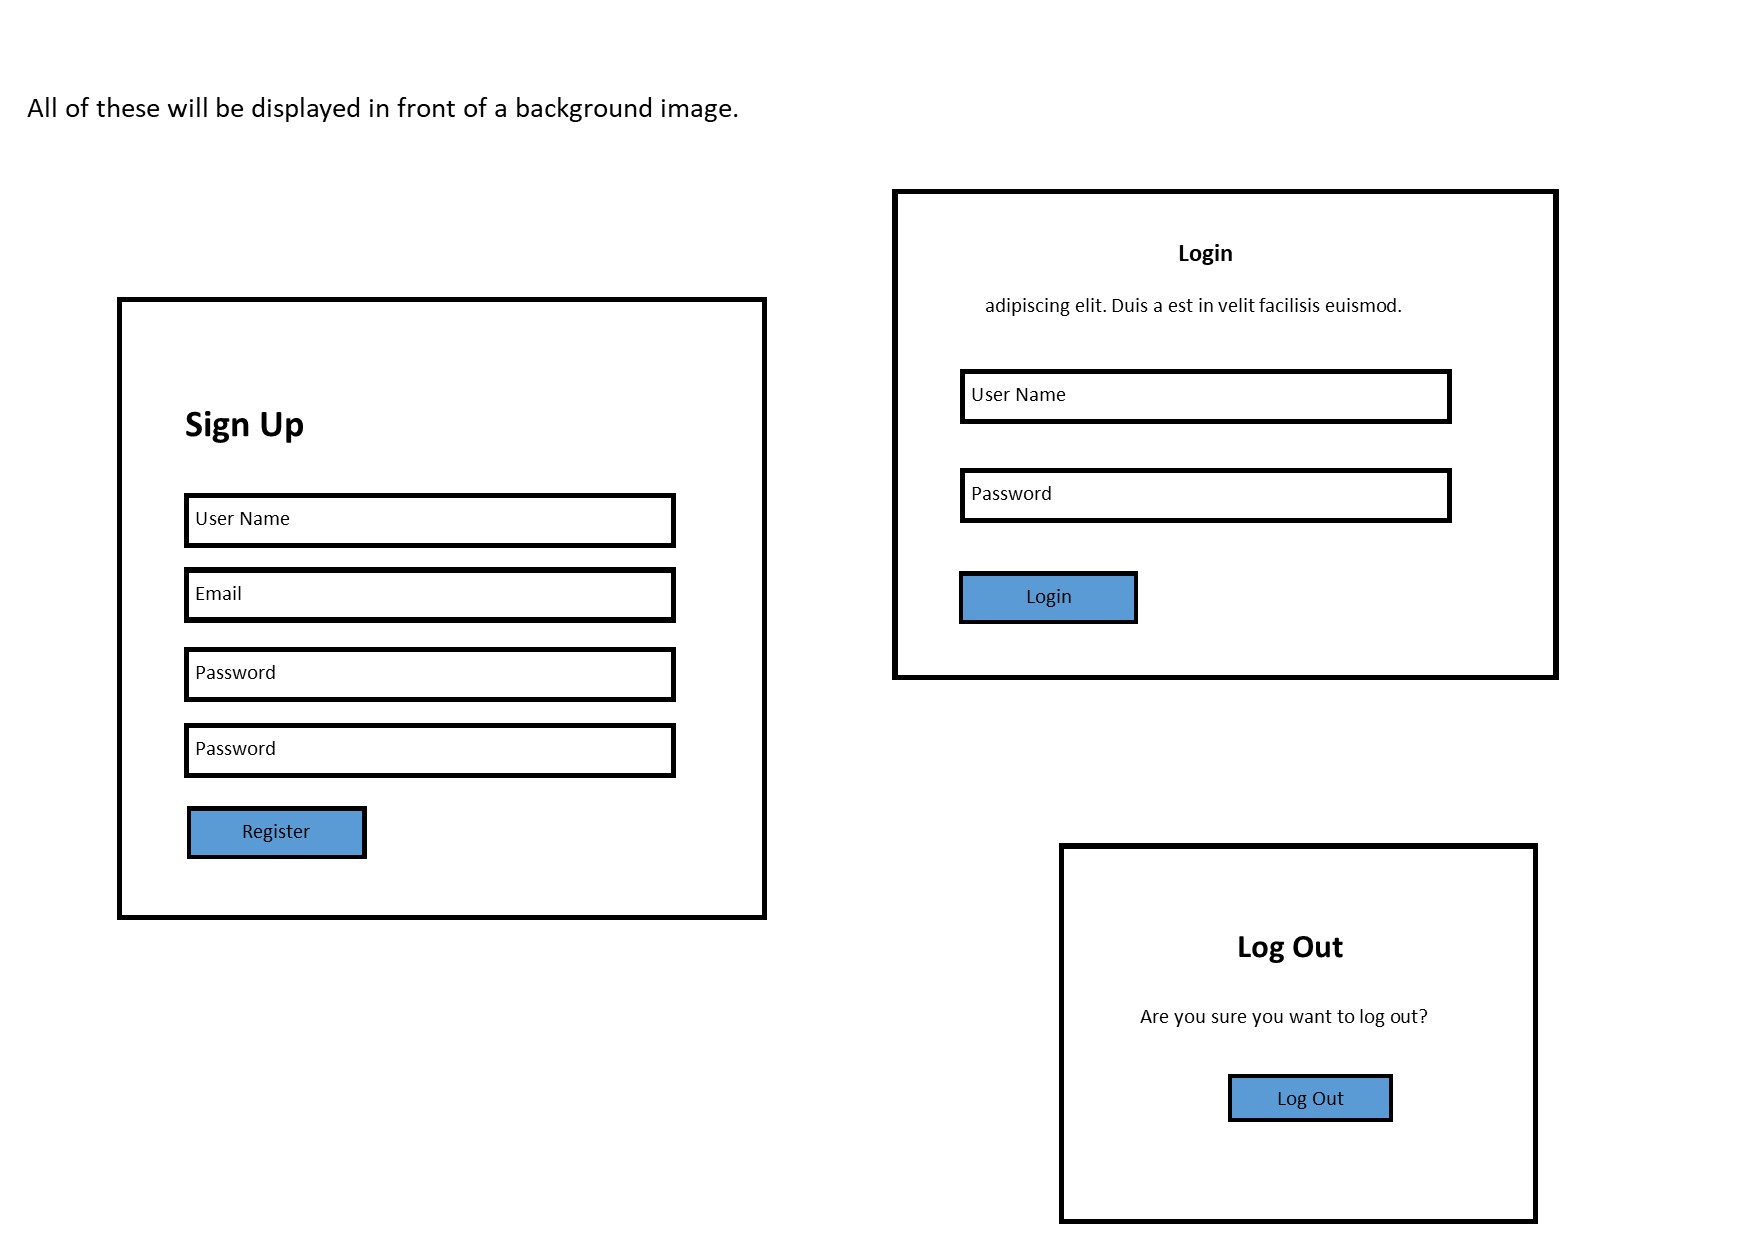 All of these will be displayed in front of a background image.
Sign Up
User Name
Email
Password
Password
Register
Login
adipiscing elit. Duis a est in velit facilisis euismod.
User Name
Password
Login
Log Out
Are you sure you want to log out?
Log Out